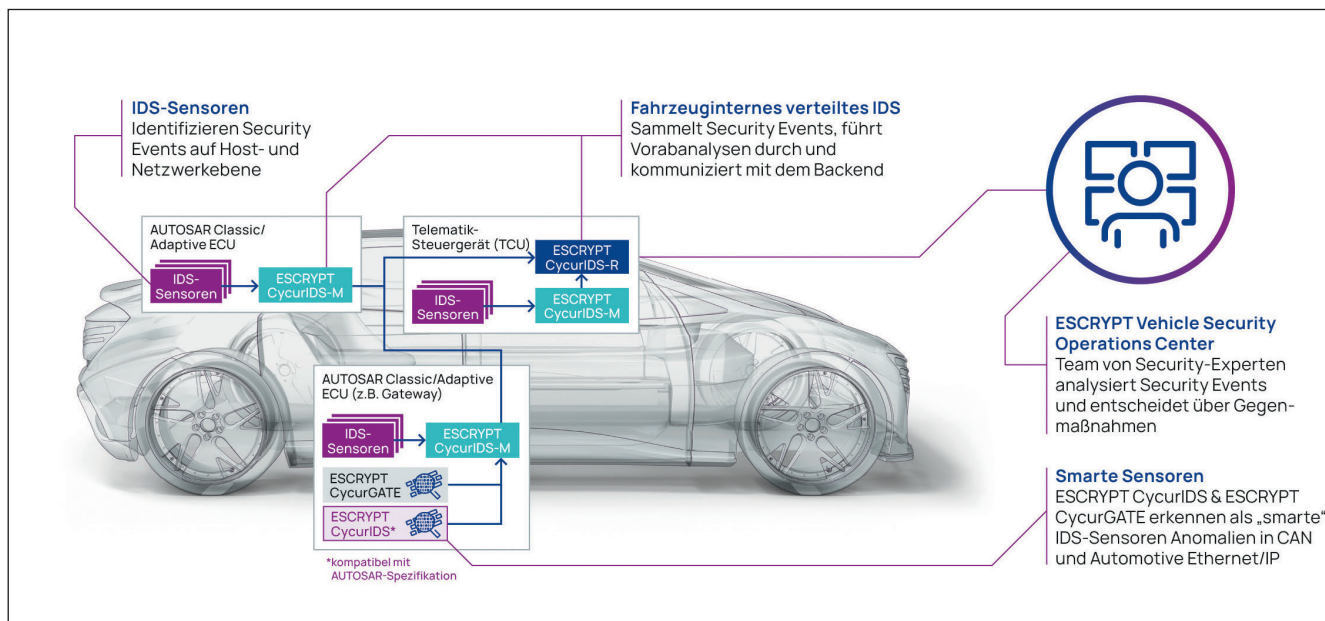 IDS-Sensoren
Identifizieren Security
Events auf Host- und
Netzwerkebene
Fahrzeuginternes verteiltes IDS
Sammelt Security Events, führt
Vorabanalysen durch und
kommuniziert mit dem Backend
AUTOSAR Classic/
Adaptive ECU
IDS-
Sensoren
ESCRYPT
CycurIDS-M
Telematik-
Steuergerät (TCU)
ESCRYPT
CycurIDS-R
IDS-
Sensoren
ESCRYPT
CycurIDS-M
AUTOSAR Classic/Adaptive
ECU (z.B. Gateway)
IDS-
Sensoren
ESCRYPT
CycurIDS-M
ESCRYPT
CycurGATE
ESCRYPT
CycurIDS*
*kompatibel mit
AUTOSAR-Spezifikation
ESCRYPT Vehicle Security
Operations Center
Team von Security-Experten
analysiert Security Events
und entscheidet über Gegen-
maßnahmen
Smarte Sensoren
ESCRYPT CycurIDS & ESCRYPT
CycurGATE erkennen als „smarte“
IDS-Sensoren Anomalien in CAN
und Automotive Ethernet/IP